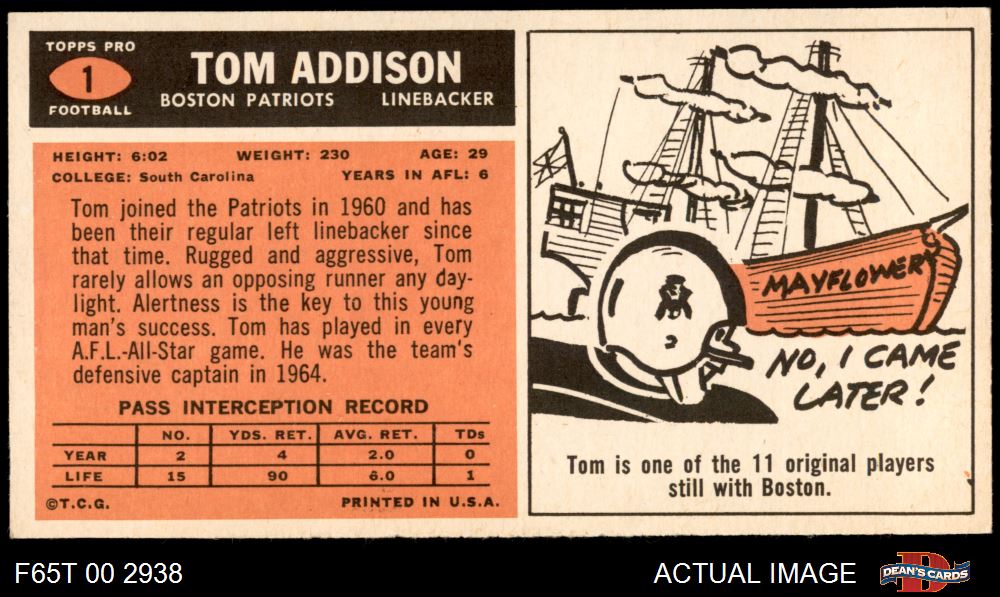 TOPPS PRO
1
FOOTBALL
TOM ADDISON
BOSTON PATRIOTS LINEBACKER
HEIGHT: 6:02 WEIGHT: 230 AGE: 29
COLLEGE: South Carolina YEARS IN AFL: 6
Tom joined the Patriots in 1960 and has
been their regular left linebacker since
that time. Rugged and aggressive, Tom
rarely allows an opposing runner any day-
light. Alertness is the key to this young
man's success. Tom has played in every
A.F.L.-All-Star game. He was the team's
defensive captain in 1964.
PASS INTERCEPTION RECORD
NO. YDS. RET. AVG. RET. TDs
YEAR 2 4 2.0 0
LIFE 15 90 6.0 1
©T.C.G. PRINTED IN U.S.A.
MAYFLOWER
NO, I CAME
LATER!
Tom is one of the 11 original players
still with Boston.
F65T 00 2938
ACTUAL IMAGE
D
DEAN'S CARDS